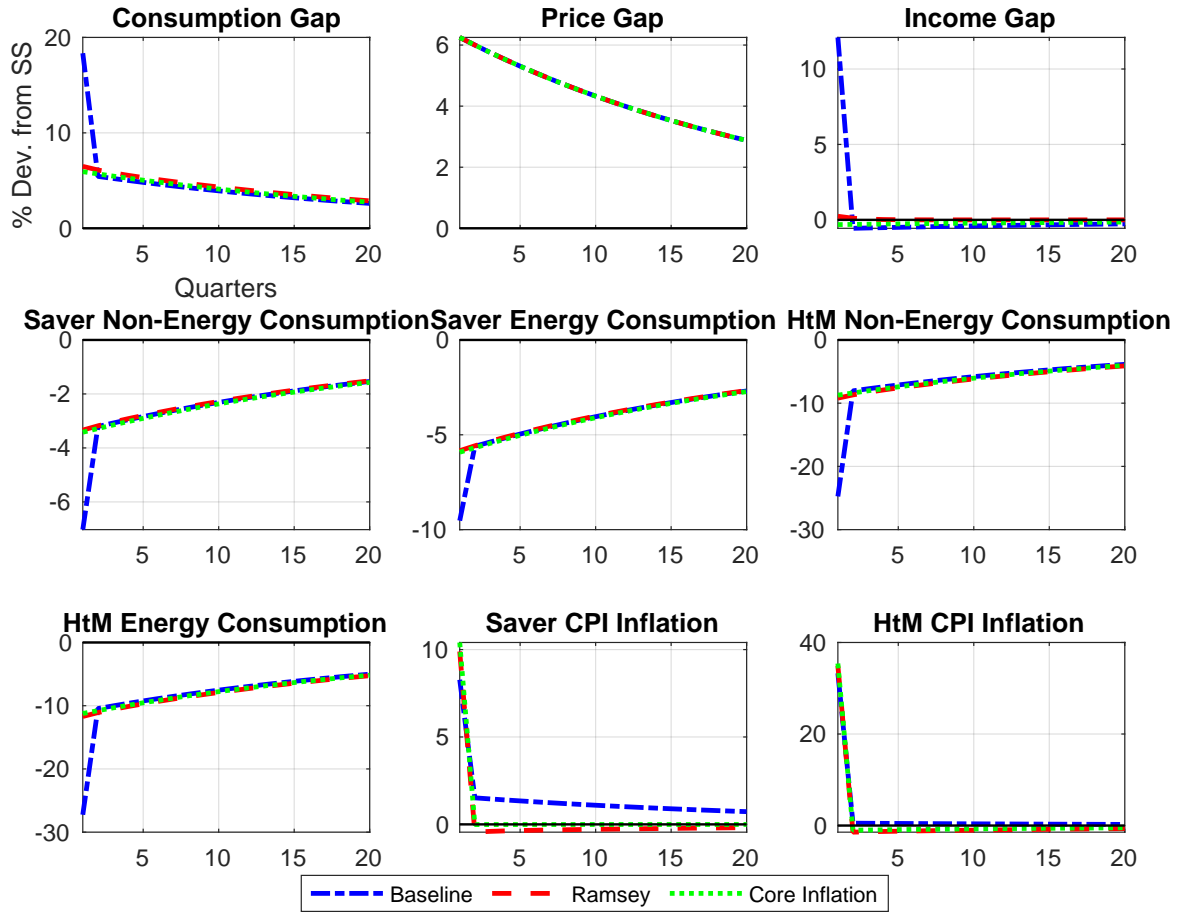 Consumption Gap
Price Gap
Income Gap
% Dev. from SS
20
10
0
5 10 15 20
Quarters
6
4
2
0
5 10 15 20
10
5
0
5 10 15 20
Saver Non-Energy Consumption
Saver Energy Consumption
HtM Non-Energy Consumption
0
-2
-4
-6
5 10 15 20
0
-5
-10
5 10 15 20
0
-10
-20
-30
5 10 15 20
HtM Energy Consumption
Saver CPI Inflation
HtM CPI Inflation
0
-10
-20
-30
5 10 15 20
10
5
0
5 10 15 20
40
20
0
5 10 15 20
Baseline Ramsey Core Inflation